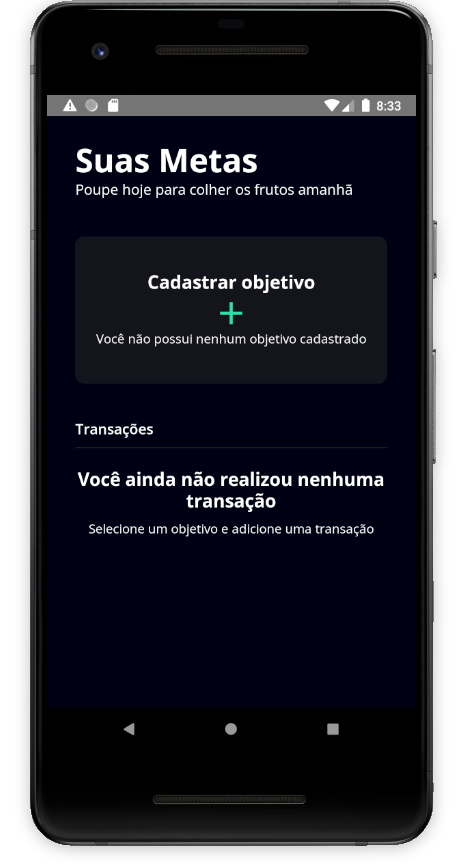 8:33
Suas Metas
Poupe hoje para colher os frutos amanhã
Cadastrar objetivo
Você não possui nenhum objetivo cadastrado
Transações
Você ainda não realizou nenhuma
transação
Selecione um objetivo e adicione uma transação